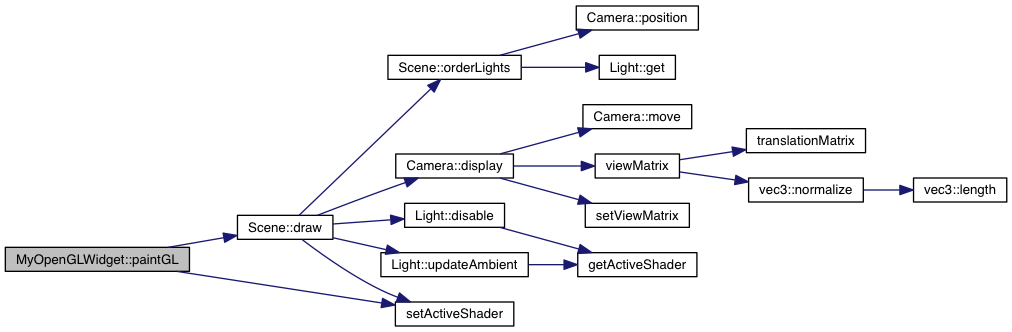 Camera::position
Scene::orderLights
Light::get
Camera::move
translationMatrix
Camera::display
viewMatrix
vec3::normalize
vec3::length
Light::disable
setViewMatrix
Scene::draw
MyOpenGLWidget::paintGL
Light::updateAmbient
getActiveShader
setActiveShader